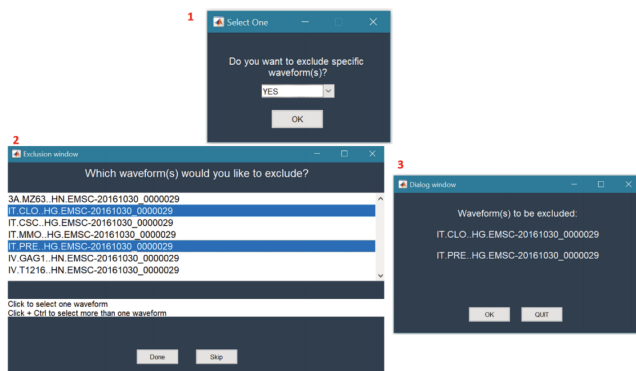 1
Select One
Do you want to exclude specific
waveform(s)?
YES
OK
2
Exclusion window
Which waveform(s) would you like to exclude?
3A.MZ63..HN.EMSC-20161030_0000029
IT.CLO..HG.EMSC-20161030_0000029
IT.CSC..HG.EMSC-20161030_0000029
IT.MMO..HG.EMSC-20161030_0000029
IT.PRE..HG.EMSC-20161030_0000029
IV.GAG1..HN.EMSC-20161030_0000029
IV.T1216..HN.EMSC-20161030_0000029
Click to select one waveform
Click + Ctrl to select more than one waveform
Done Skip
3
Dialog window
Waveform(s) to be excluded:
IT.CLO..HG.EMSC-20161030_0000029
IT.PRE..HG.EMSC-20161030_0000029
OK QUIT